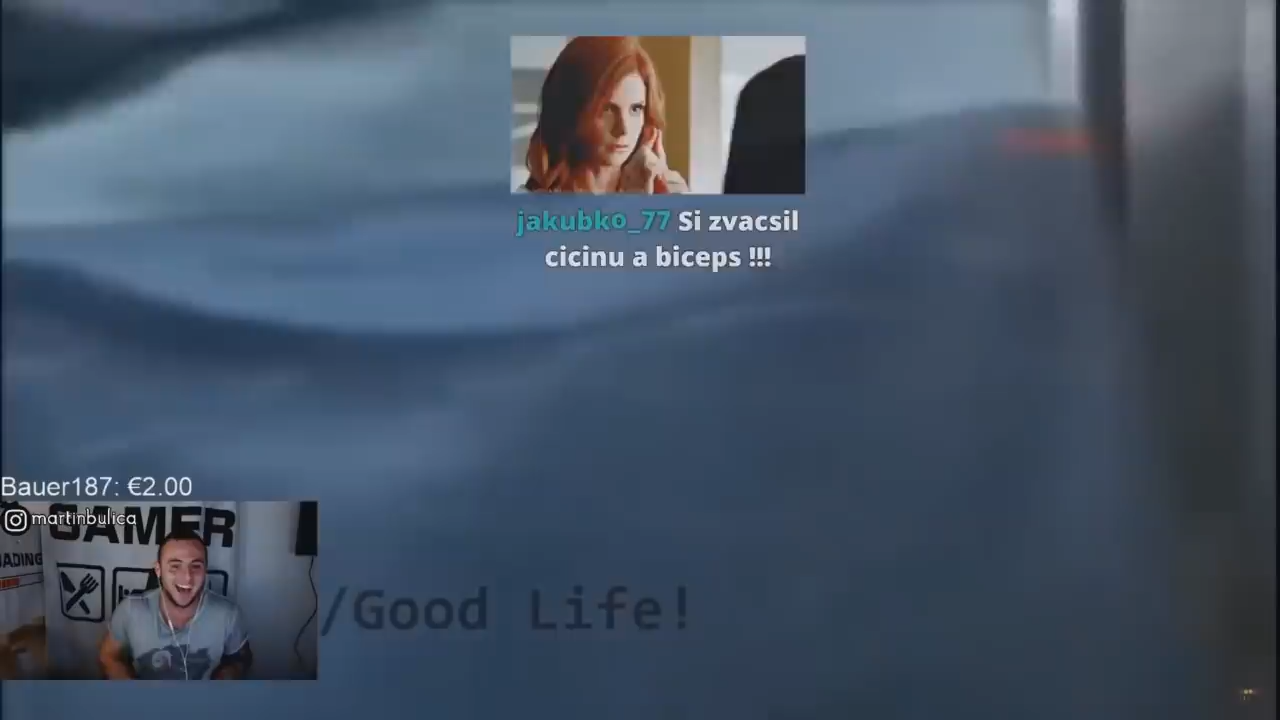 jakubko_77 Si zvacsil
cicinu a biceps !!!
Bauer187: €2.00
martinbulica
GAMER
/Good Life!